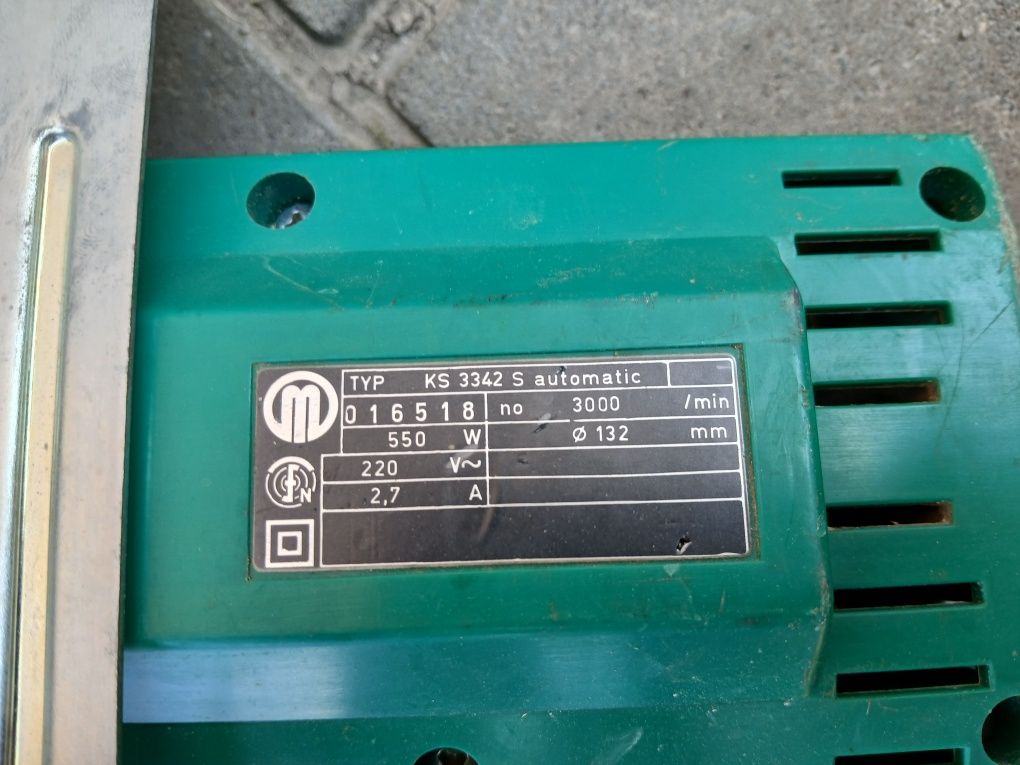 M
TYP KS 3342 S automatic
016518 no 3000 /min
550 W Ø 132 mm
220 V~
2,7 A
N